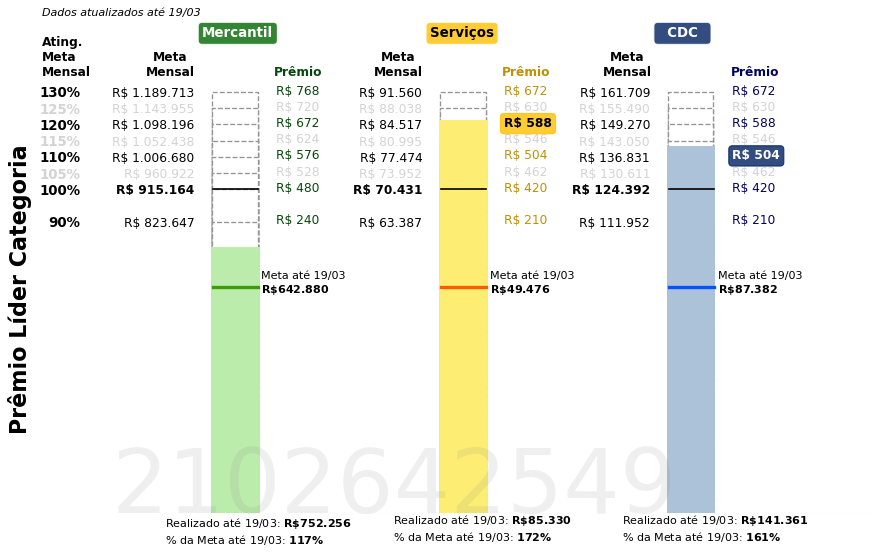 Dados atualizados até 19/03
Mercantil Serviços CDC
Ating. Meta Mensal
Meta Mensal Prêmio Meta Mensal Prêmio Meta Mensal Prêmio
130% R$ 1.189.713 R$ 768 R$ 91.560 R$ 672 R$ 161.709 R$ 672
125% R$ 1.143.955 R$ 720 R$ 88.038 R$ 630 R$ 155.490 R$ 630
120% R$ 1.098.196 R$ 672 R$ 84.517 R$ 588 R$ 149.270 R$ 588
115% R$ 1.052.438 R$ 624 R$ 80.995 R$ 546 R$ 143.050 R$ 546
110% R$ 1.006.680 R$ 576 R$ 77.474 R$ 504 R$ 136.831 R$ 504
105% R$ 960.922 R$ 528 R$ 73.952 R$ 462 R$ 130.611 R$ 462
100% R$ 915.164 R$ 480 R$ 70.431 R$ 420 R$ 124.392 R$ 420
90% R$ 823.647 R$ 240 R$ 63.387 R$ 210 R$ 111.952 R$ 210
Meta até 19/03 Meta até 19/03 Meta até 19/03
R$642.880 R$49.476 R$87.382
Prêmio Líder Categoria
2102642549
Realizado até 19/03: R$752.256 Realizado até 19/03: R$85.330 Realizado até 19/03: R$141.361
% da Meta até 19/03: 117% % da Meta até 19/03: 172% % da Meta até 19/03: 161%